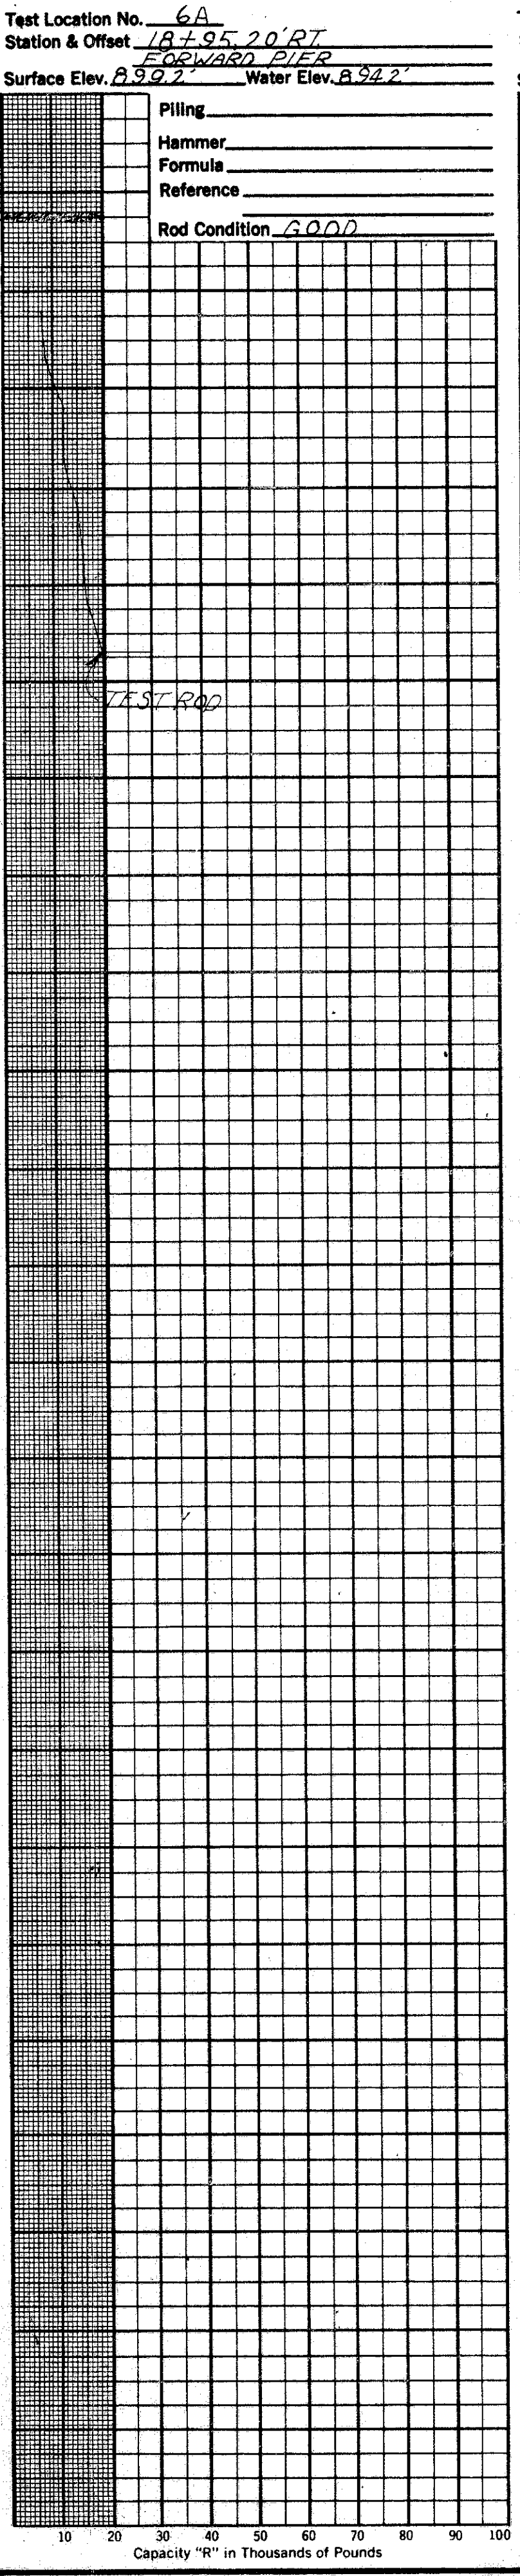 Test Location No. 6A
Station & Offset 18+95, 20' RT.
FORWARD PIER
Surface Elev. 899.2' Water Elev. 894.2'
Piling
Hammer
Formula
Reference
Rod Condition GOOD
TEST ROD
10 20 30 40 50 60 70 80 90 100
Capacity "R" in Thousands of Pounds